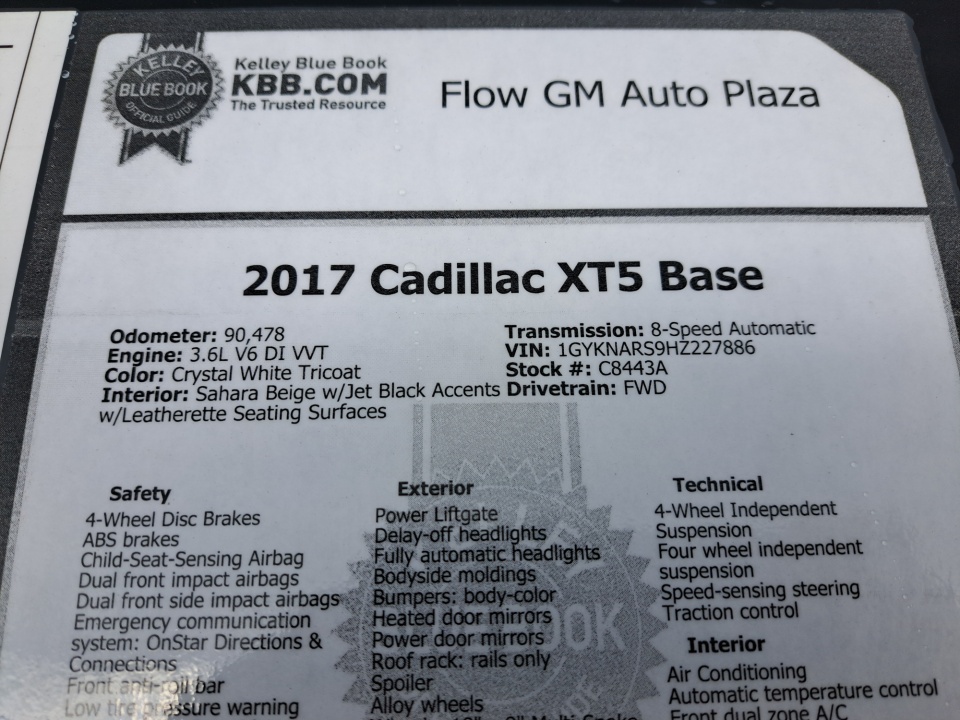 KELLEY
BLUE BOOK
OFFICIAL GUIDE
Kelley Blue Book
KBB.COM
The Trusted Resource
Flow GM Auto Plaza
2017 Cadillac XT5 Base
Odometer: 90,478
Engine: 3.6L V6 DI VVT
Color: Crystal White Tricoat
Interior: Sahara Beige w/Jet Black Accents
w/Leatherette Seating Surfaces
Transmission: 8-Speed Automatic
VIN: 1GYKNARS9HZ227886
Stock #: C8443A
Drivetrain: FWD
Safety
4-Wheel Disc Brakes
ABS brakes
Child-Seat-Sensing Airbag
Dual front impact airbags
Dual front side impact airbags
Emergency communication
system: OnStar Directions &
Connections
Front anti-roll bar
Low tire pressure warning
Exterior
Power Liftgate
Delay-off headlights
Fully automatic headlights
Bodyside moldings
Bumpers: body-color
Heated door mirrors
Power door mirrors
Roof rack: rails only
Spoiler
Alloy wheels
Technical
4-Wheel Independent
Suspension
Four wheel independent
suspension
Speed-sensing steering
Traction control
Interior
Air Conditioning
Automatic temperature control
Front dual zone A/C